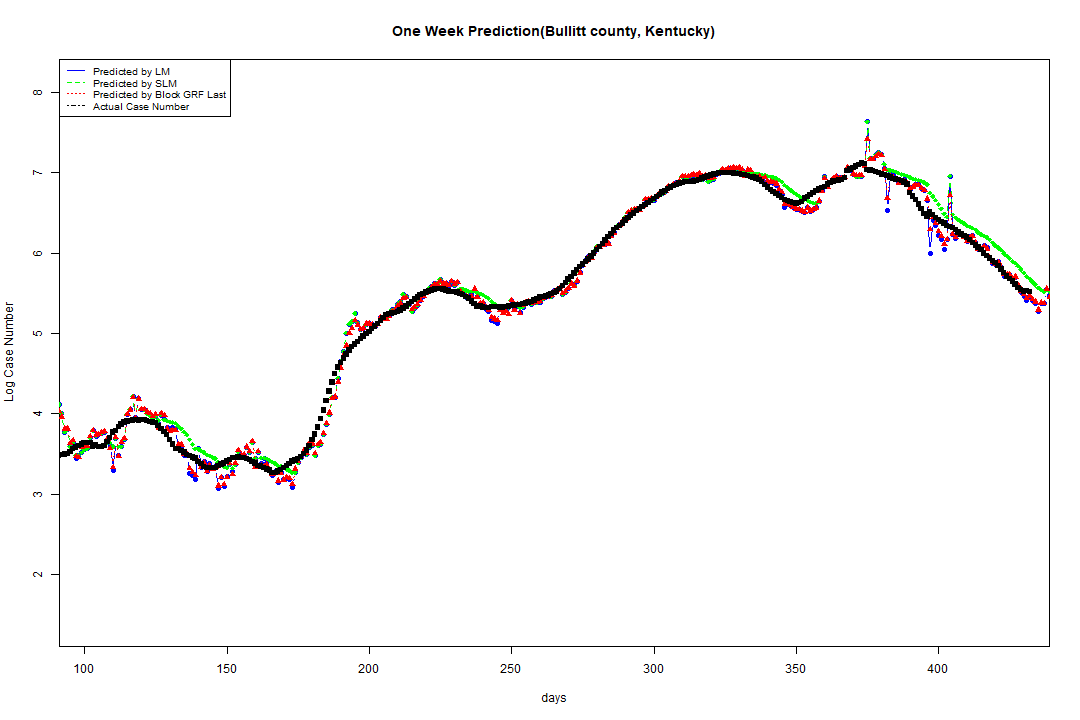 One Week Prediction(Bullitt county, Kentucky)
Predicted by LM
Predicted by SLM
Predicted by Block GRF Last
Actual Case Number
8
7
6
5
4
3
2
Log Case Number
100 150 200 250 300 350 400
days